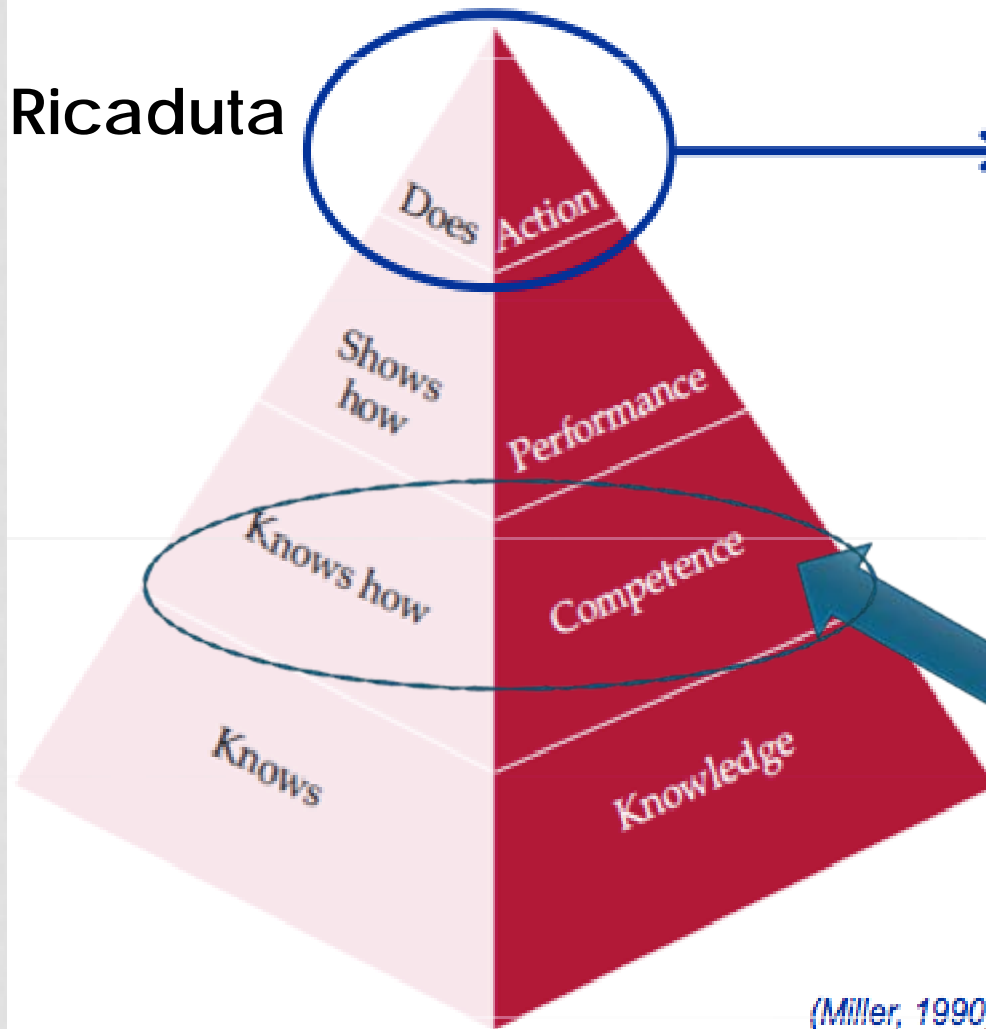 Ricaduta
Does
Action
Shows
how
Performance
Knows how
Competence
Knows
Knowledge
(Miller, 1990